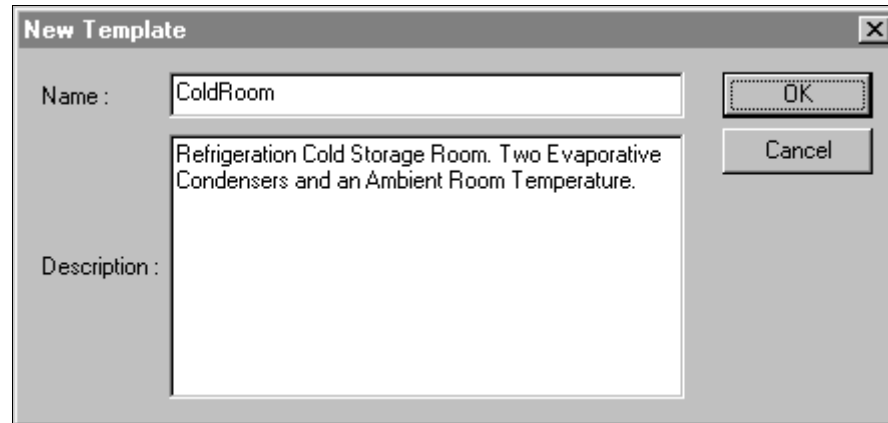 New Template
Name :
ColdRoom
OK
Refrigeration Cold Storage Room. Two Evaporative
Condensers and an Ambient Room Temperature.
Cancel
Description :